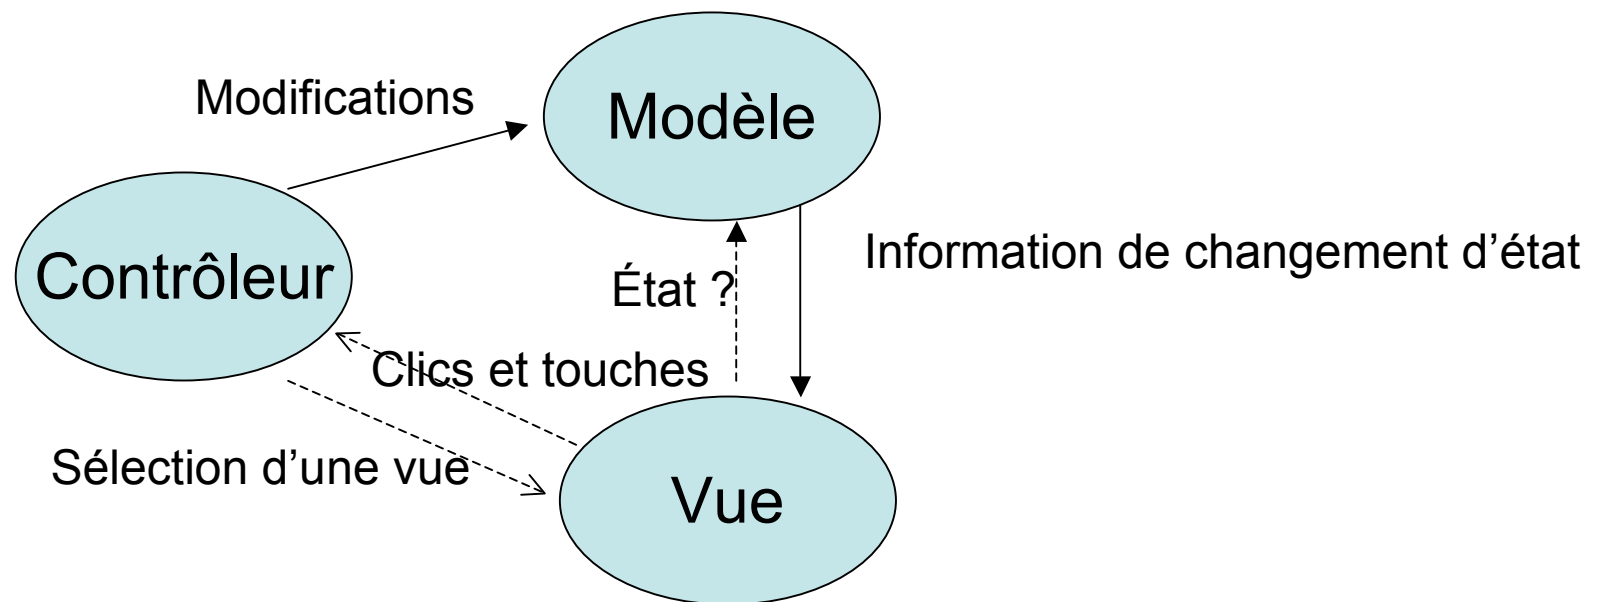 Modifications
Modèle
Contrôleur
Information de changement d’état
État ?
Clics et touches
Sélection d’une vue
Vue